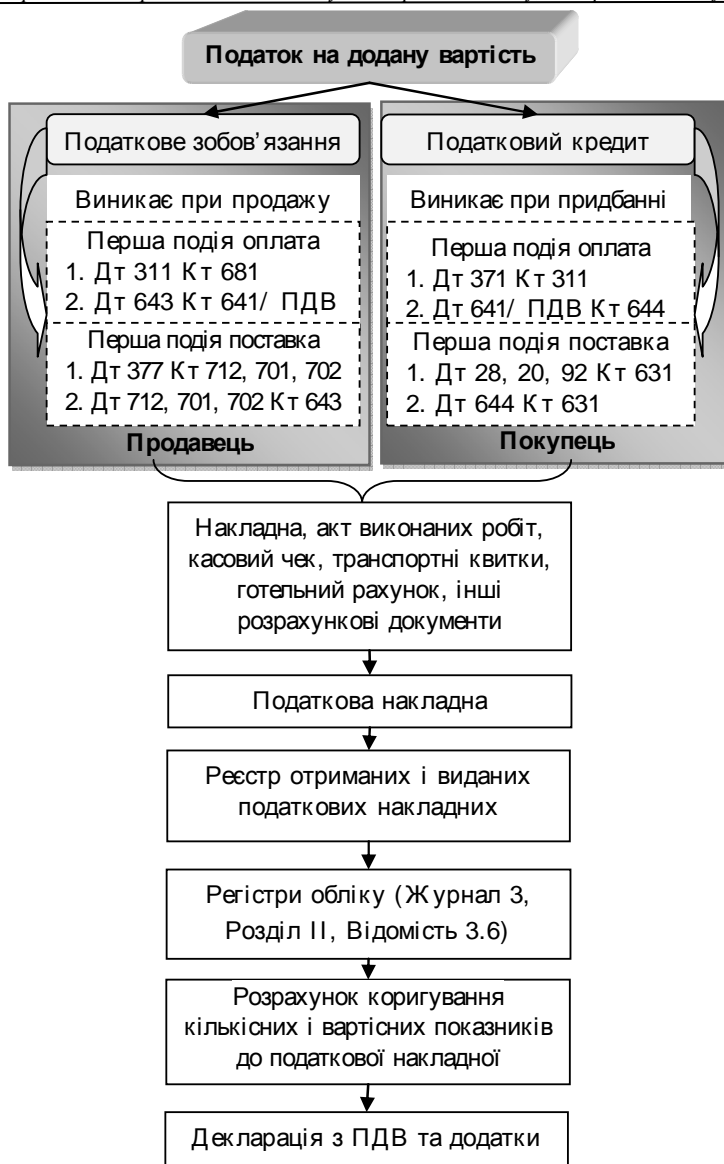 Податок на додану вартість
Податкове зобов’язання
Виникає при продажу
Перша подія оплата
1. Дт 311 Кт 681
2. Дт 643 Кт 641/ ПДВ
Перша подія поставка
1. Дт 377 Кт 712, 701, 702
2. Дт 712, 701, 702 Кт 643
Продавець
Податковий кредит
Виникає при придбанні
Перша подія оплата
1. Дт 371 Кт 311
2. Дт 641/ ПДВ Кт 644
Перша подія поставка
1. Дт 28, 20, 92 Кт 631
2. Дт 644 Кт 631
Покупець
Накладна, акт виконаних робіт,
касовий чек, транспортні квитки,
готельний рахунок, інші
розрахункові документи
Податкова накладна
Реєстр отриманих і виданих
податкових накладних
Регістри обліку (Журнал 3,
Розділ ІІ, Відомість 3.6)
Розрахунок коригування
кількісних і вартісних показників
до податкової накладної
Декларація з ПДВ та додатки